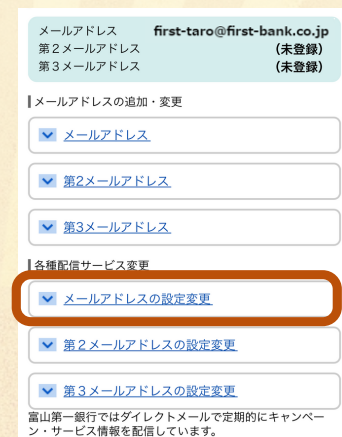 メールアドレス first-taro@first-bank.co.jp
第２メールアドレス (未登録)
第３メールアドレス (未登録)
メールアドレスの追加・変更
メールアドレス
第2メールアドレス
第3メールアドレス
各種配信サービス変更
メールアドレスの設定変更
第２メールアドレスの設定変更
第３メールアドレスの設定変更
富山第一銀行ではダイレクトメールで定期的にキャンペー
ン・サービス情報を配信しています。